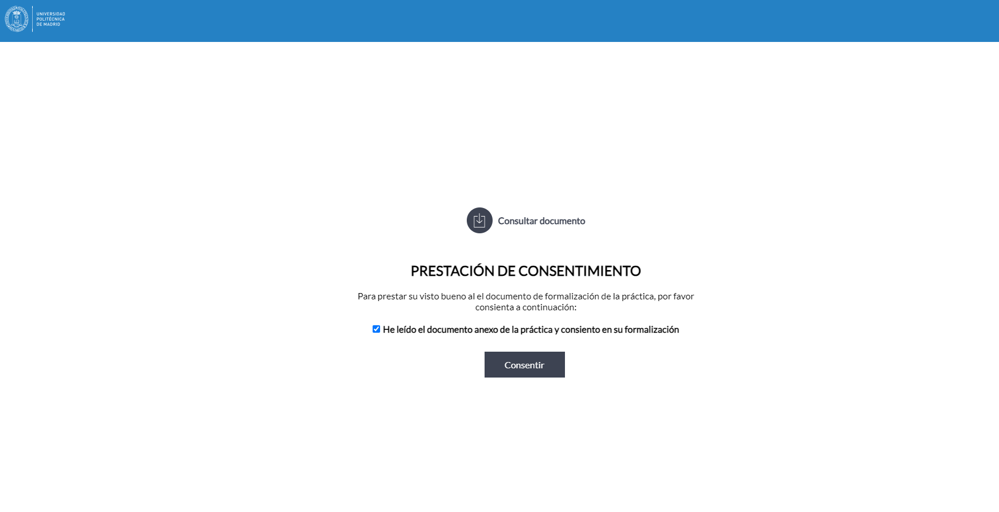 UNIVERSIDAD
POLITÉCNICA
DE MADRID
Consultar documento
PRESTACIÓN DE CONSENTIMIENTO
Para prestar su visto bueno al el documento de formalización de la práctica, por favor
consienta a continuación:
He leído el documento anexo de la práctica y consiento en su formalización
Consentir